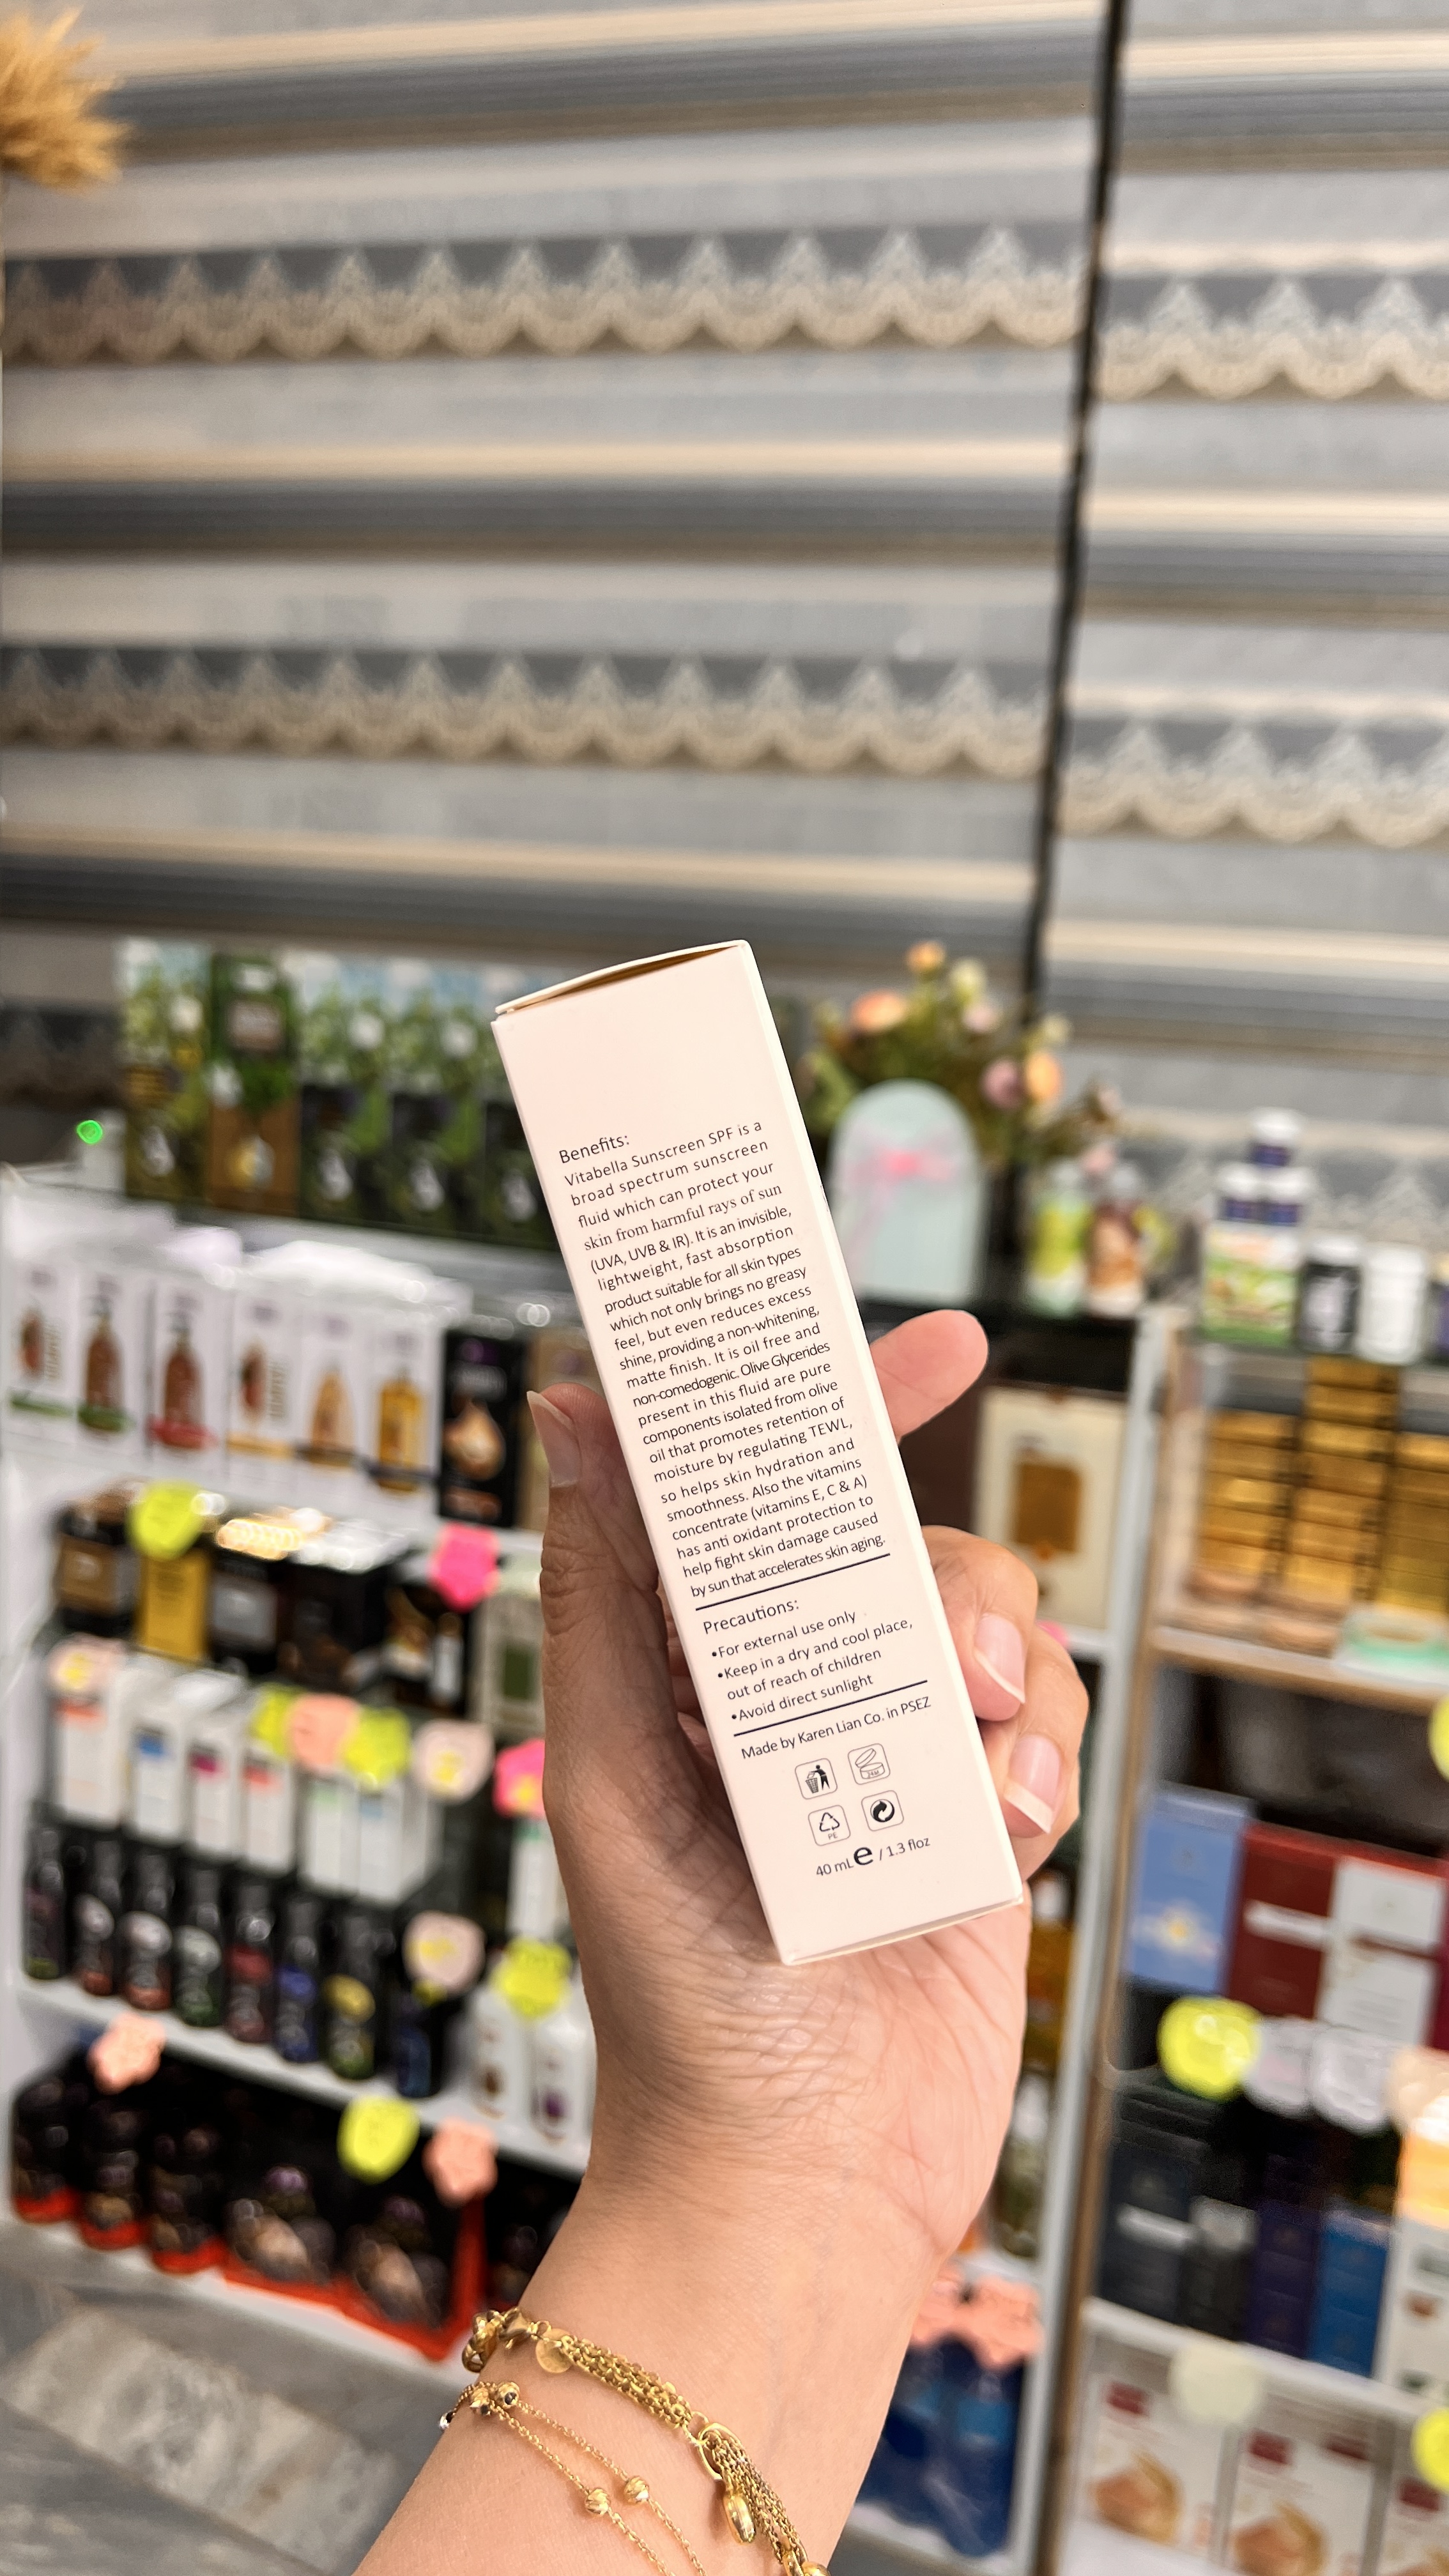 Benefits:
Vitabella Sunscreen SPF is a
broad spectrum sunscreen
fluid which can protect your
skin from harmful rays of sun
(UVA, UVB & IR). It is an invisible,
lightweight, fast absorption
product suitable for all skin types
which not only brings no greasy
feel, but even reduces excess
shine, providing a non-whitening,
matte finish. It is oil free and
non-comedogenic. Olive Glycerides
present in this fluid are pure
components isolated from olive
oil that promotes retention of
moisture by regulating TEWL,
so helps skin hydration and
smoothness. Also the vitamins
concentrate (vitamins E, C & A)
has anti oxidant protection to
help fight skin damage caused
by sun that accelerates skin aging.
Precautions:
•For external use only
•Keep in a dry and cool place,
out of reach of children
•Avoid direct sunlight
Made by Karen Lian Co. in PSEZ
24M
PE
40 mL e / 1.3 floz